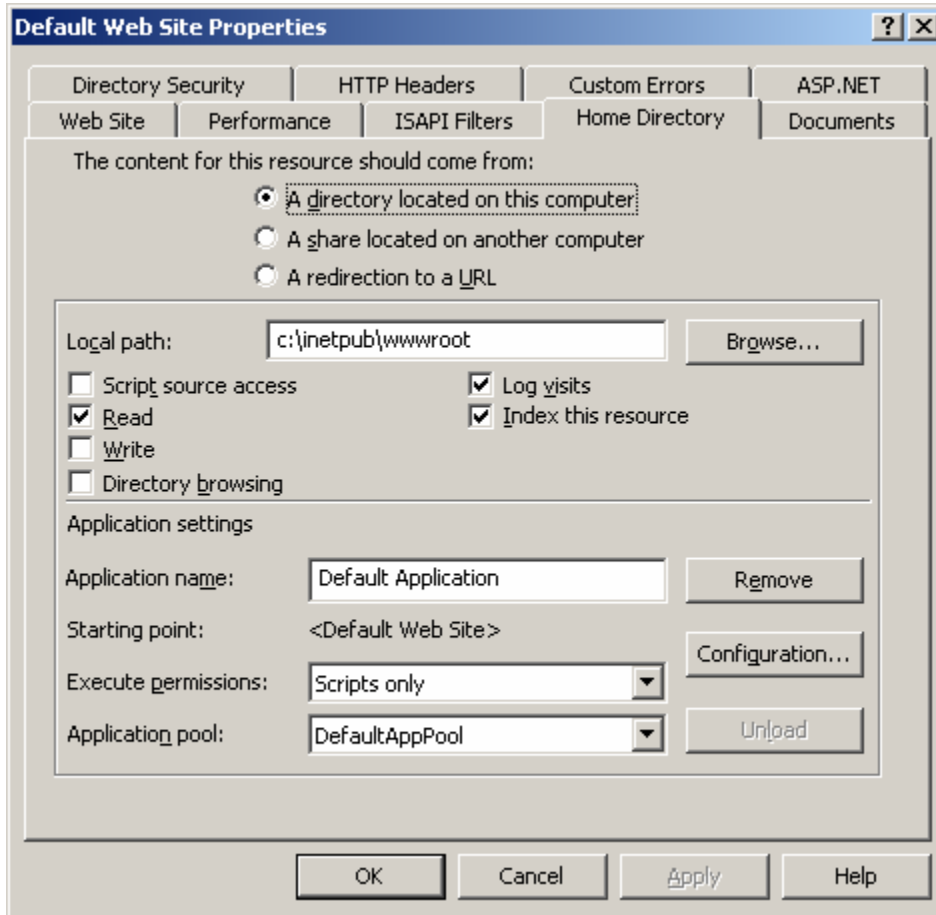 Default Web Site Properties
Directory Security HTTP Headers Custom Errors ASP.NET
Web Site Performance ISAPI Filters Home Directory Documents
The content for this resource should come from:
A directory located on this computer
A share located on another computer
A redirection to a URL
Local path: c:\inetpub\wwwroot Browse...
Script source access Log visits
Read Index this resource
Write
Directory browsing
Application settings
Application name: Default Application Remove
Starting point: <Default Web Site>
Configuration...
Execute permissions: Scripts only
Application pool: DefaultAppPool Unload
OK Cancel Apply Help